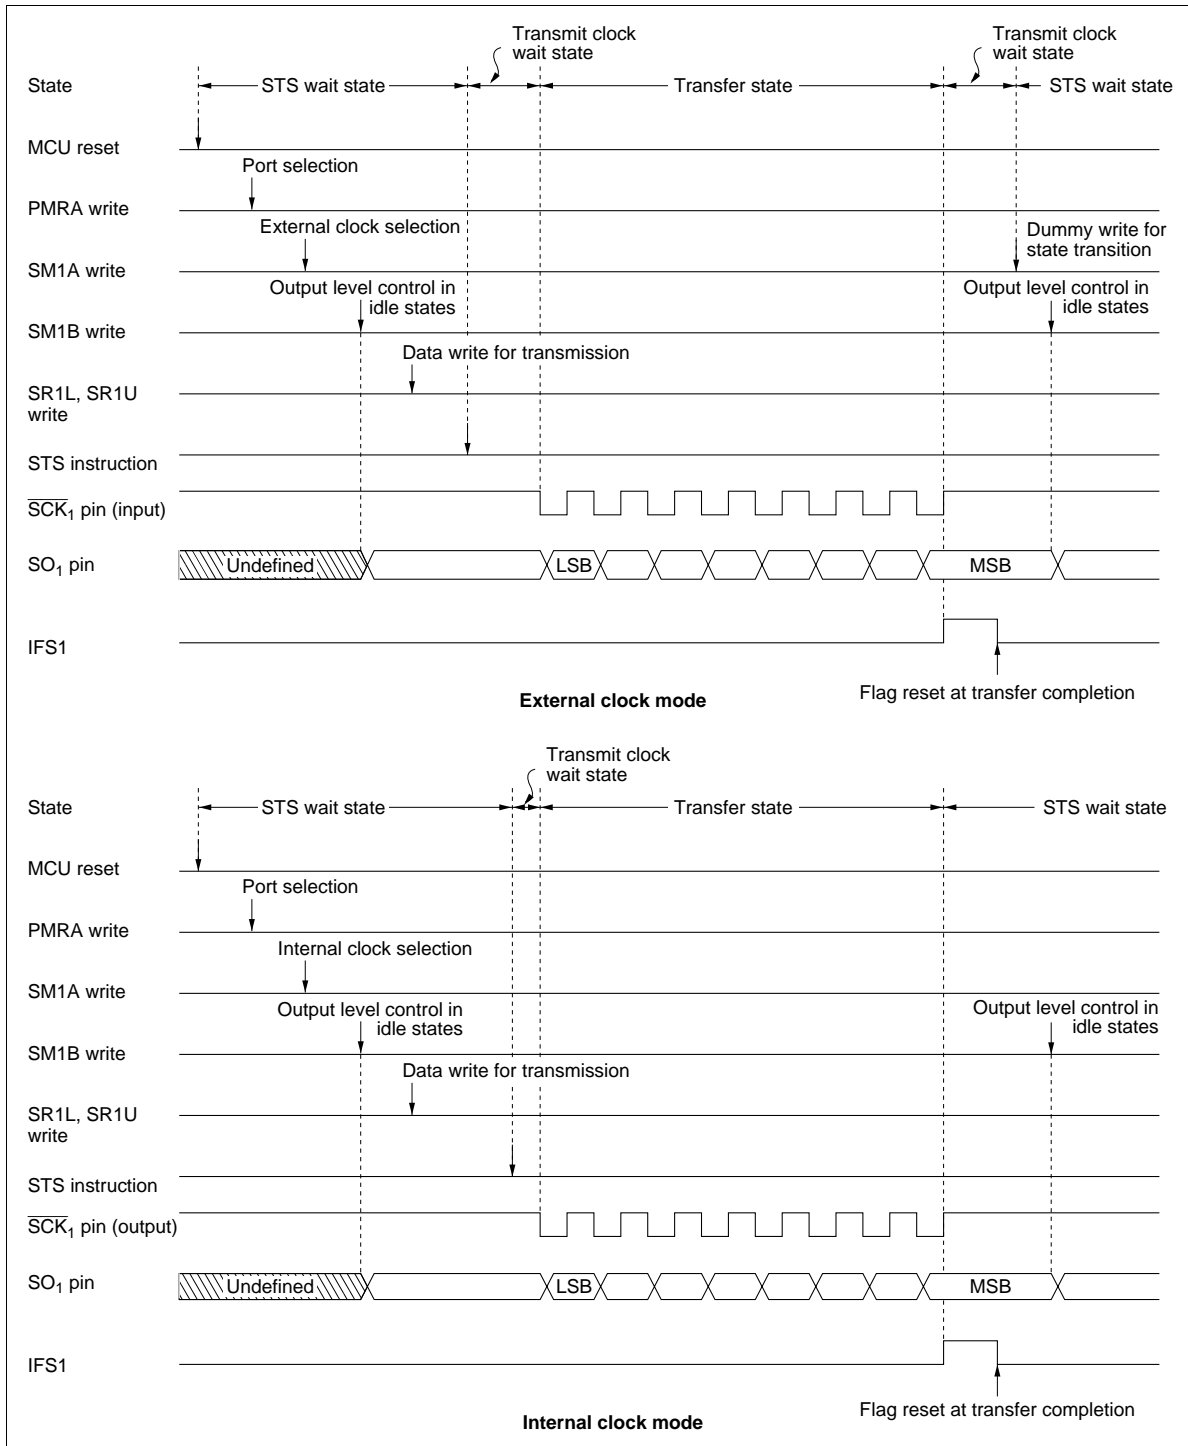 Transmit clock
wait state
Transmit clock
wait state
State
STS wait state
Transfer state
STS wait state
MCU reset
Port selection
PMRA write
External clock selection
Dummy write for
state transition
SM1A write
Output level control in
idle states
Output level control in
idle states
SM1B write
Data write for transmission
SR1L, SR1U
write
STS instruction
SCK1 pin (input)
SO1 pin
Undefined
LSB
MSB
IFS1
Flag reset at transfer completion
External clock mode
Transmit clock
wait state
State
STS wait state
Transfer state
STS wait state
MCU reset
Port selection
PMRA write
Internal clock selection
SM1A write
Output level control in
idle states
Output level control in
idle states
SM1B write
Data write for transmission
SR1L, SR1U
write
STS instruction
SCK1 pin (output)
SO1 pin
Undefined
LSB
MSB
IFS1
Flag reset at transfer completion
Internal clock mode